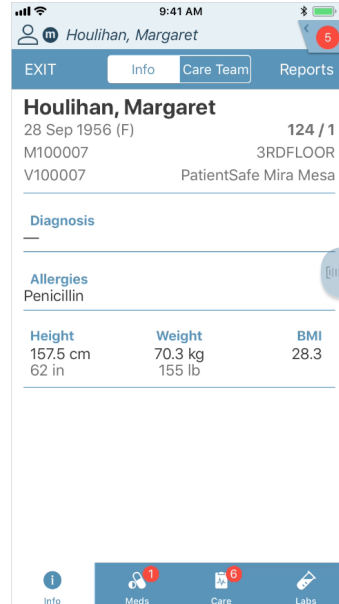 9:41 AM
m Houlihan, Margaret
5
EXIT Info Care Team Reports
Houlihan, Margaret
28 Sep 1956 (F) 124 / 1
M100007 3RDFLOOR
V100007 PatientSafe Mira Mesa
Diagnosis
—
Allergies
Penicillin
Height Weight BMI
157.5 cm 70.3 kg 28.3
62 in 155 lb
1 6
Info Meds Care Labs